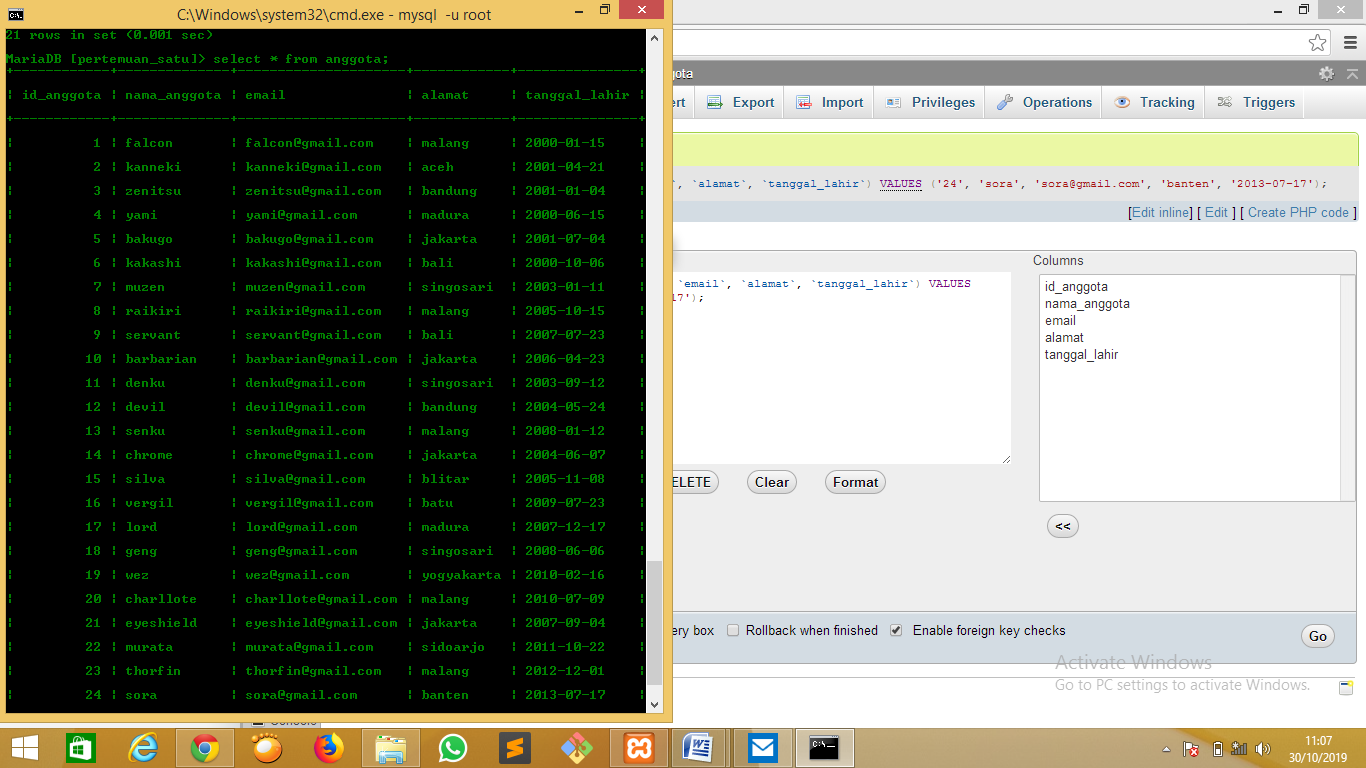 C:\Windows\system32\cmd.exe - mysql -u root
21 rows in set (0.001 sec)
MariaDB [pertemuan_satu]> select * from anggota;
| id_anggota | nama_anggota | email | alamat | tanggal_lahir |
| 1 | falcon | falcon@gmail.com | malang | 2000-01-15 |
| 2 | kanneki | kanneki@gmail.com | aceh | 2001-04-21 |
| 3 | zenitsu | zenitsu@gmail.com | bandung | 2001-01-04 |
| 4 | yami | yami@gmail.com | madura | 2000-06-15 |
| 5 | bakugo | bakugo@gmail.com | jakarta | 2001-07-04 |
| 6 | kakashi | kakashi@gmail.com | bali | 2000-10-06 |
| 7 | muzen | muzen@gmail.com | singosari | 2003-01-11 |
| 8 | raikiri | raikiri@gmail.com | malang | 2005-10-15 |
| 9 | servant | servant@gmail.com | bali | 2007-07-23 |
| 10 | barbarian | barbarian@gmail.com | jakarta | 2006-04-23 |
| 11 | denku | denku@gmail.com | singosari | 2003-09-12 |
| 12 | devil | devil@gmail.com | bandung | 2004-05-24 |
| 13 | senku | senku@gmail.com | malang | 2008-01-12 |
| 14 | chrome | chrome@gmail.com | jakarta | 2004-06-07 |
| 15 | silva | silva@gmail.com | blitar | 2005-11-08 |
| 16 | vergil | vergil@gmail.com | batu | 2009-07-23 |
| 17 | lord | lord@gmail.com | madura | 2007-12-17 |
| 18 | geng | geng@gmail.com | singosari | 2008-06-06 |
| 19 | wez | wez@gmail.com | yogyakarta | 2010-02-16 |
| 20 | charllote | charllote@gmail.com | malang | 2010-07-09 |
| 21 | eyeshield | eyeshield@gmail.com | jakarta | 2007-09-04 |
| 22 | murata | murata@gmail.com | sidoarjo | 2011-10-22 |
| 23 | thorfin | thorfin@gmail.com | malang | 2012-12-01 |
| 24 | sora | sora@gmail.com | banten | 2013-07-17 |
ota
ert Export Import Privileges Operations Tracking Triggers
`, `alamat`, `tanggal_lahir`) VALUES ('24', 'sora', 'sora@gmail.com', 'banten', '2013-07-17');
[Edit inline] [ Edit ] [ Create PHP code ]
`email`, `alamat`, `tanggal_lahir`) VALUES
17');
Columns
id_anggota
nama_anggota
email
alamat
tanggal_lahir
ELETE Clear Format
<<
ery box Rollback when finished Enable foreign key checks Go
Activate Windows
Go to PC settings to activate Windows.
11:07
30/10/2019